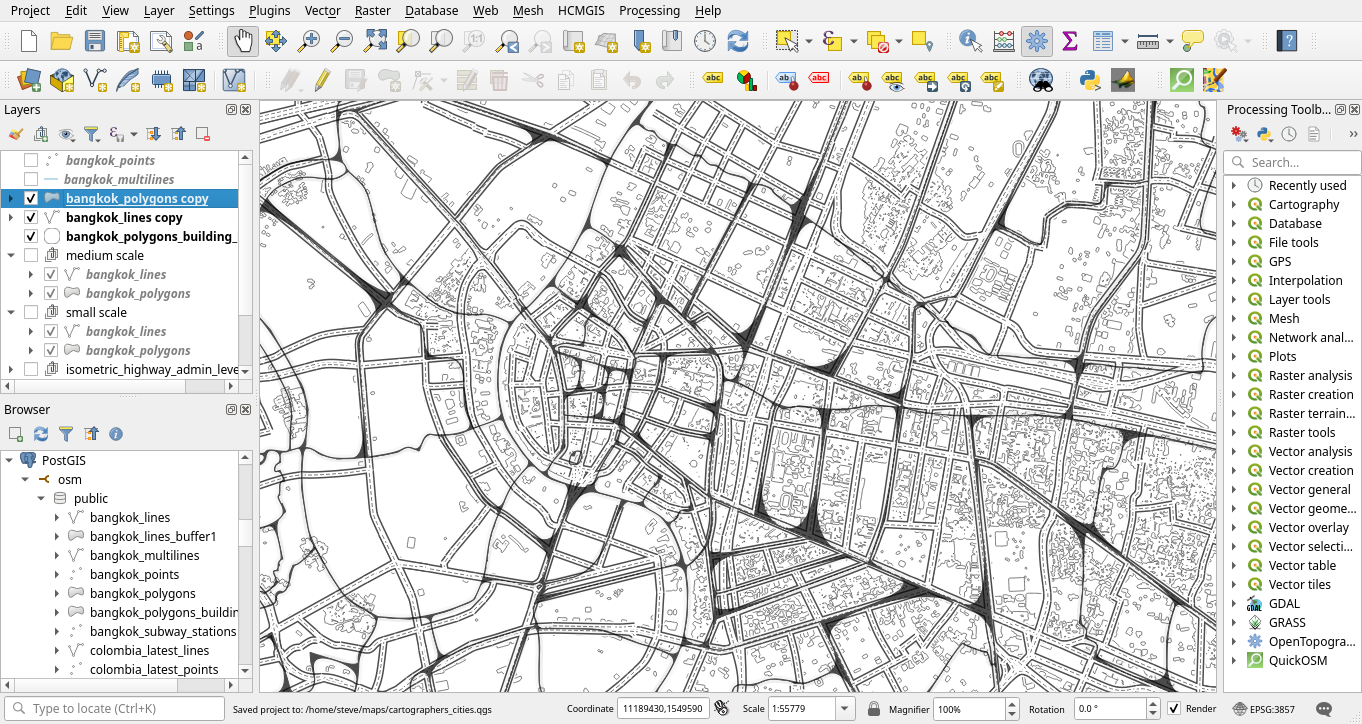 Project Edit View Layer Settings Plugins Vector Raster Database Web Mesh HCMGIS Processing Help
Layers
bangkok_points
bangkok_multilines
bangkok_polygons copy
bangkok_lines copy
bangkok_polygons_building_
medium scale
bangkok_lines
bangkok_polygons
small scale
bangkok_lines
bangkok_polygons
isometric_highway_admin_leve
Browser
PostGIS
osm
public
bangkok_lines
bangkok_lines_buffer1
bangkok_multilines
bangkok_points
bangkok_polygons
bangkok_polygons_buildin
bangkok_subway_stations
colombia_latest_lines
colombia_latest_points
Processing Toolb...
Search...
Recently used
Cartography
Database
File tools
GPS
Interpolation
Layer tools
Mesh
Network anal...
Plots
Raster analysis
Raster creation
Raster terrain...
Raster tools
Vector analysis
Vector creation
Vector general
Vector geome...
Vector overlay
Vector selecti...
Vector table
Vector tiles
GDAL
GRASS
OpenTopogra...
QuickOSM
Type to locate (Ctrl+K)
Saved project to: /home/steve/maps/cartographers_cities.qgs
Coordinate 11189430,1549590
Scale 1:55779
Magnifier 100%
Rotation 0.0 °
Render
EPSG:3857